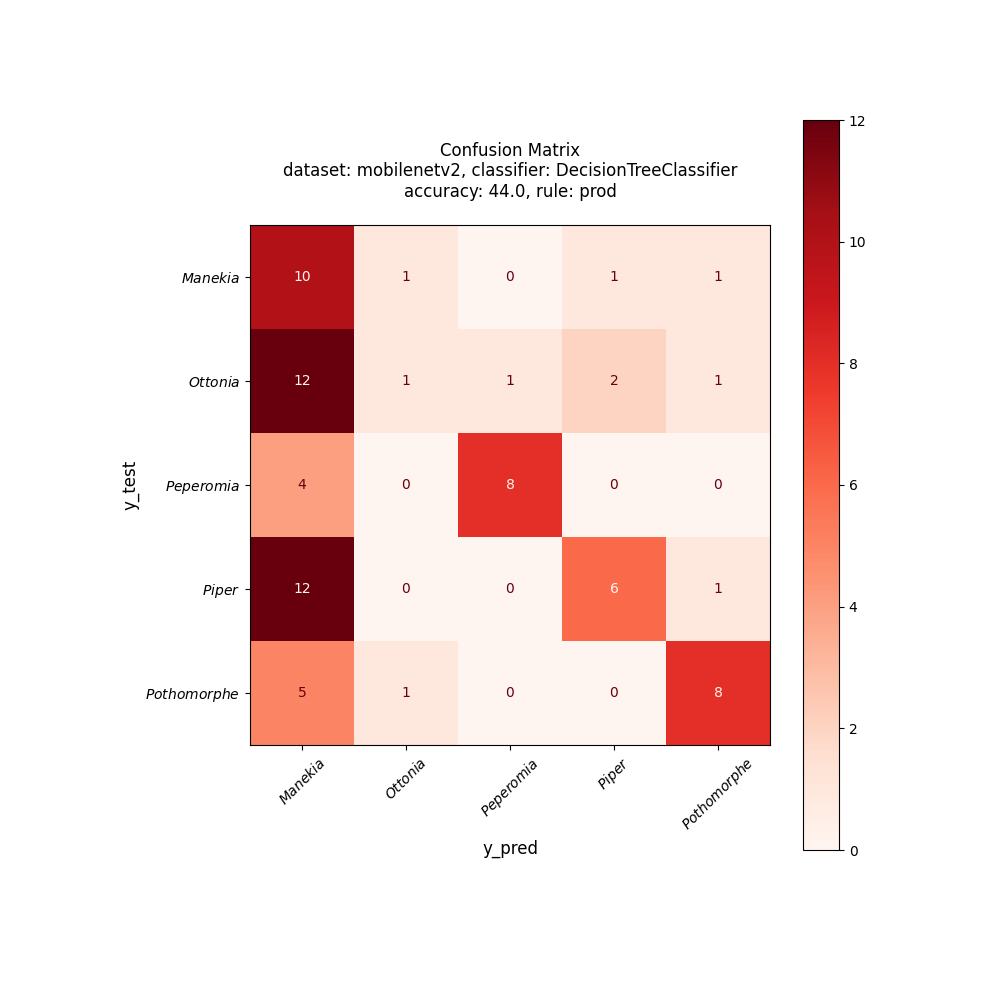 Confusion Matrix
dataset: mobilenetv2, classifier: DecisionTreeClassifier
accuracy: 44.0, rule: prod
12
10
8
6
4
2
0
y_test
Manekia 10 1 0 1 1
Ottonia 12 1 1 2 1
Peperomia 4 0 8 0 0
Piper 12 0 0 6 1
Pothomorphe 5 1 0 0 8
Manekia Ottonia Peperomia Piper Pothomorphe
y_pred